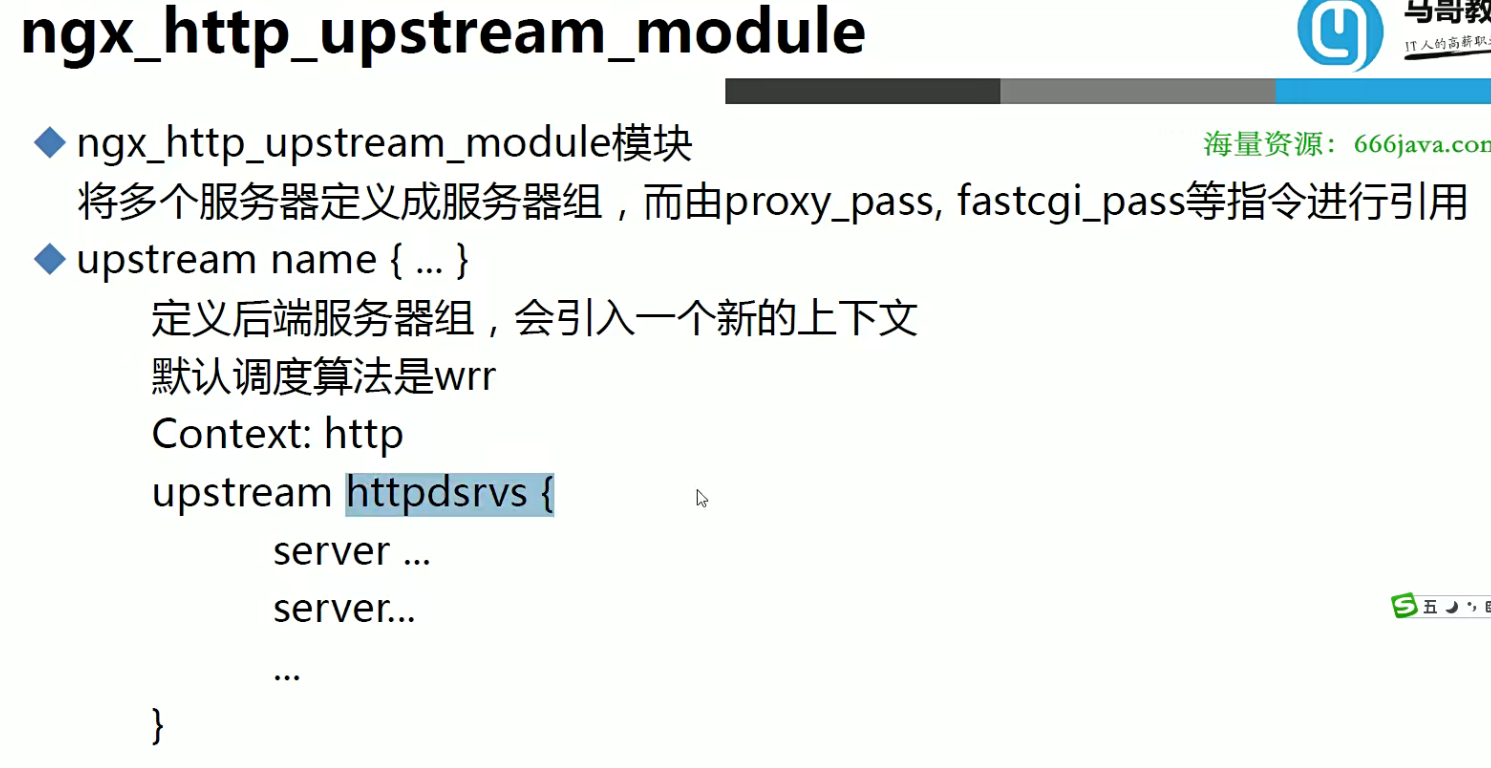 ngx_http_upstream_module
马哥教
IT人的高薪职
ngx_http_upstream_module模块
海量资源：666java.com
将多个服务器定义成服务器组，而由proxy_pass, fastcgi_pass等指令进行引用
upstream name { ... }
定义后端服务器组，会引入一个新的上下文
默认调度算法是wrr
Context: http
upstream httpdsrvs {
server ...
server...
...
}
五